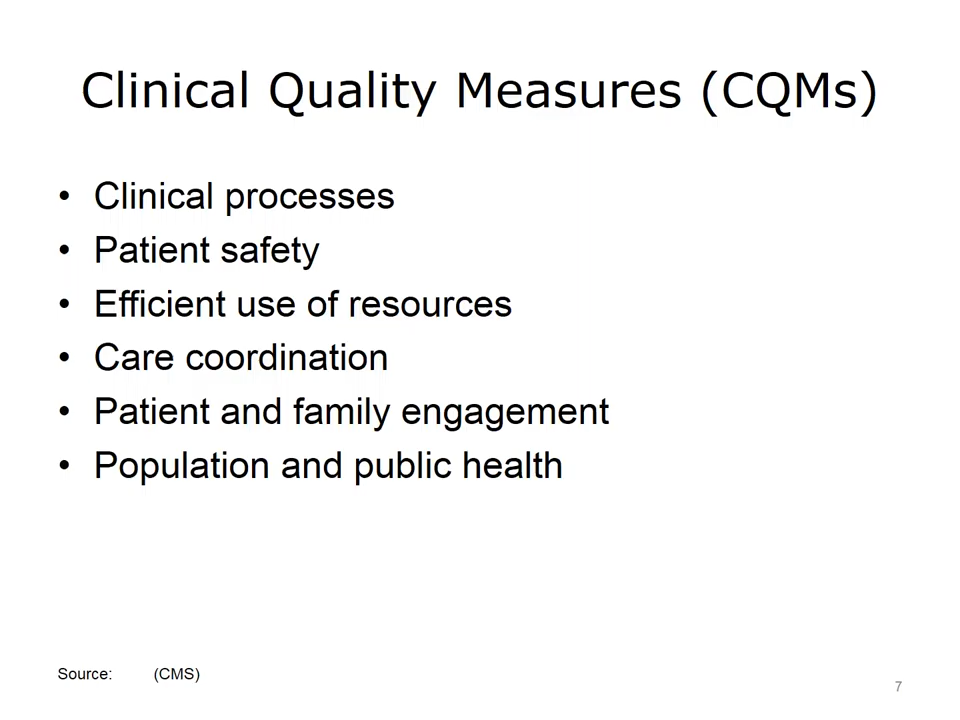 Clinical Quality Measures (CQMs)
• Clinical processes
• Patient safety
• Efficient use of resources
• Care coordination
• Patient and family engagement
• Population and public health
Source: (CMS)
7